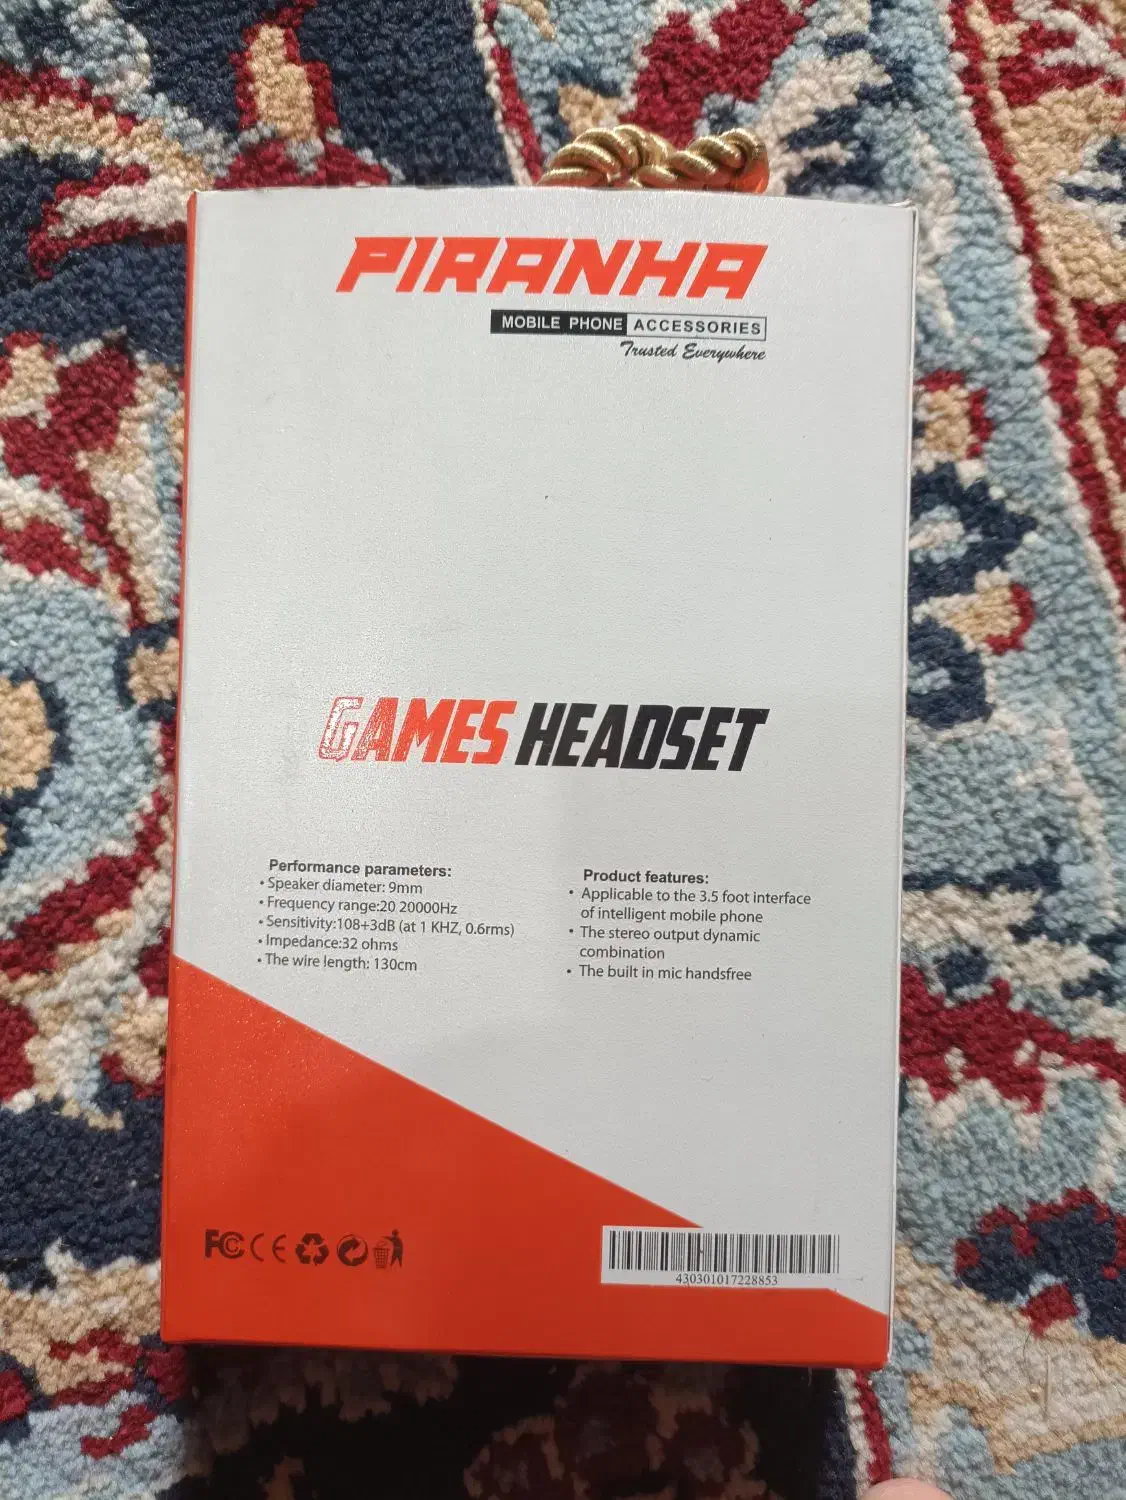 PIRANHA
MOBILE PHONE ACCESSORIES
Trusted Everywhere
GAMES HEADSET
Performance parameters:
• Speaker diameter: 9mm
• Frequency range:20 20000Hz
• Sensitivity:108+3dB (at 1 KHZ, 0.6rms)
• Impedance:32 ohms
• The wire length: 130cm
Product features:
• Applicable to the 3.5 foot interface
of intelligent mobile phone
• The stereo output dynamic
combination
• The built in mic handsfree
FC CE
430301017228853